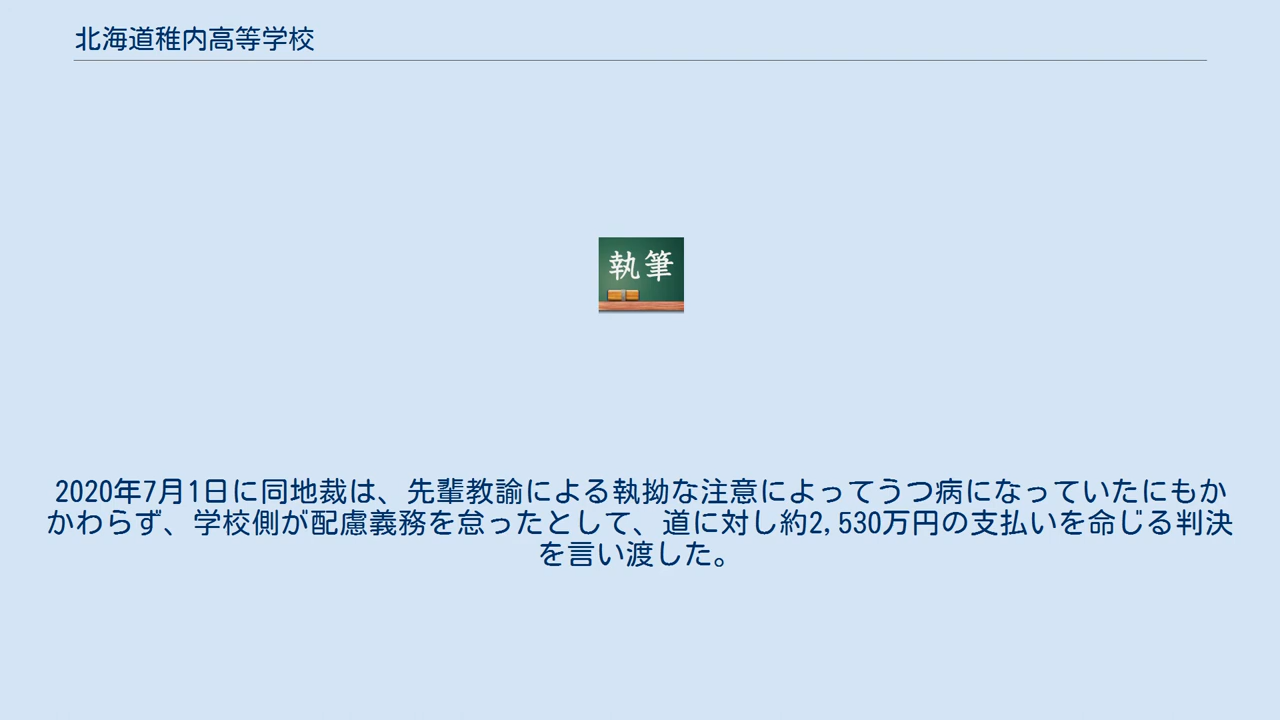 北海道稚内高等学校
執筆
2020年7月1日に同地裁は、先輩教諭による執拗な注意によってうつ病になっていたにもか
かわらず、学校側が配慮義務を怠ったとして、道に対し約2,530万円の支払いを命じる判決
を言い渡した。